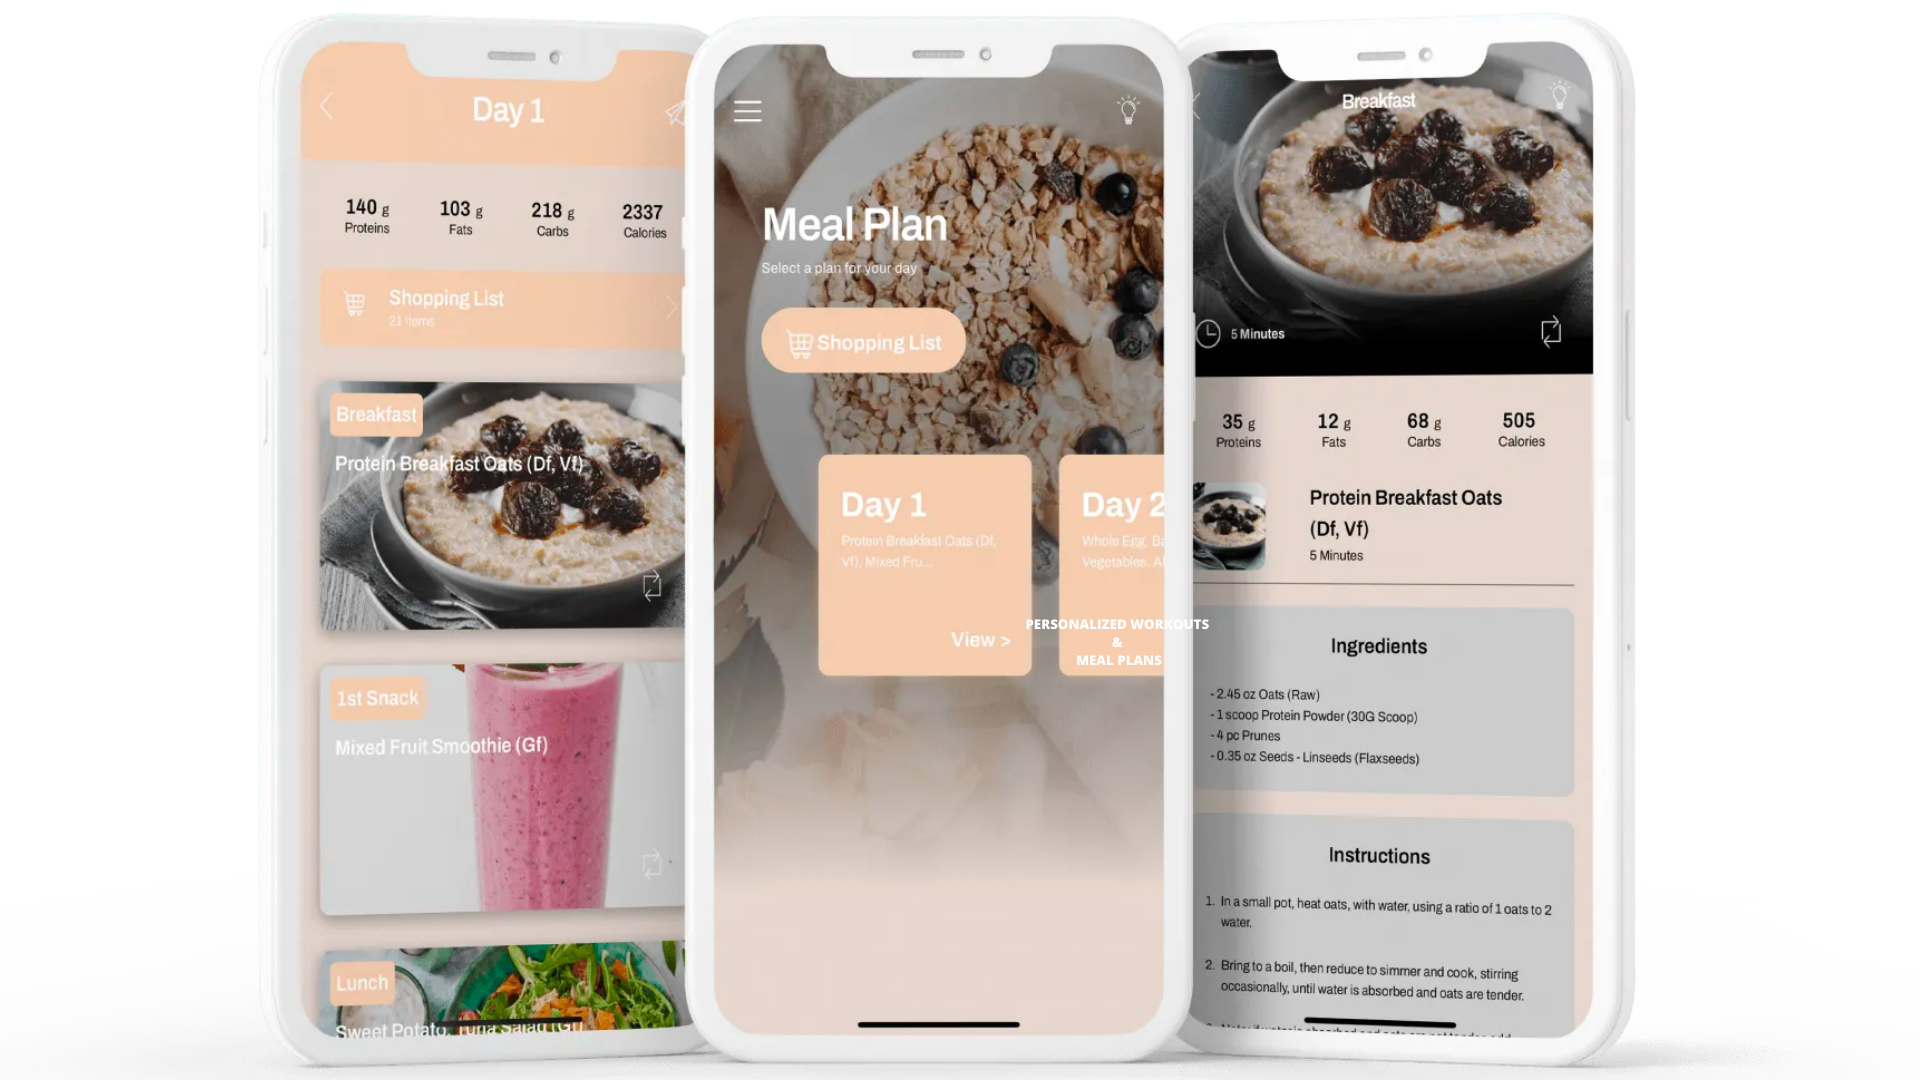 Day 1
140 g
Proteins
103 g
Fats
218 g
Carbs
2337
Calories
Shopping List
21 Items
Breakfast
Protein Breakfast Oats (Df, Vf)
1st Snack
Mixed Fruit Smoothie (Gf)
Lunch
Sweet Potato, Tuna Salad (Gf)
Meal Plan
Select a plan for your day
Shopping List
Day 1
Protein Breakfast Oats (Df,
Vf), Mixed Fru...
View >
Day 2
Whole Egg,
Vegetables,
PERSONALIZED WORKOUTS
&
MEAL PLANS
Breakfast
5 Minutes
35 g
Proteins
12 g
Fats
68 g
Carbs
505
Calories
Protein Breakfast Oats
(Df, Vf)
5 Minutes
Ingredients
- 2.45 oz Oats (Raw)
- 1 scoop Protein Powder (30G Scoop)
- 4 pc Prunes
- 0.35 oz Seeds - Linseeds (Flaxseeds)
Instructions
1. In a small pot, heat oats, with water, using a ratio of 1 oats to 2
water.
2. Bring to a boil, then reduce to simmer and cook, stirring
occasionally, until water is absorbed and oats are tender.